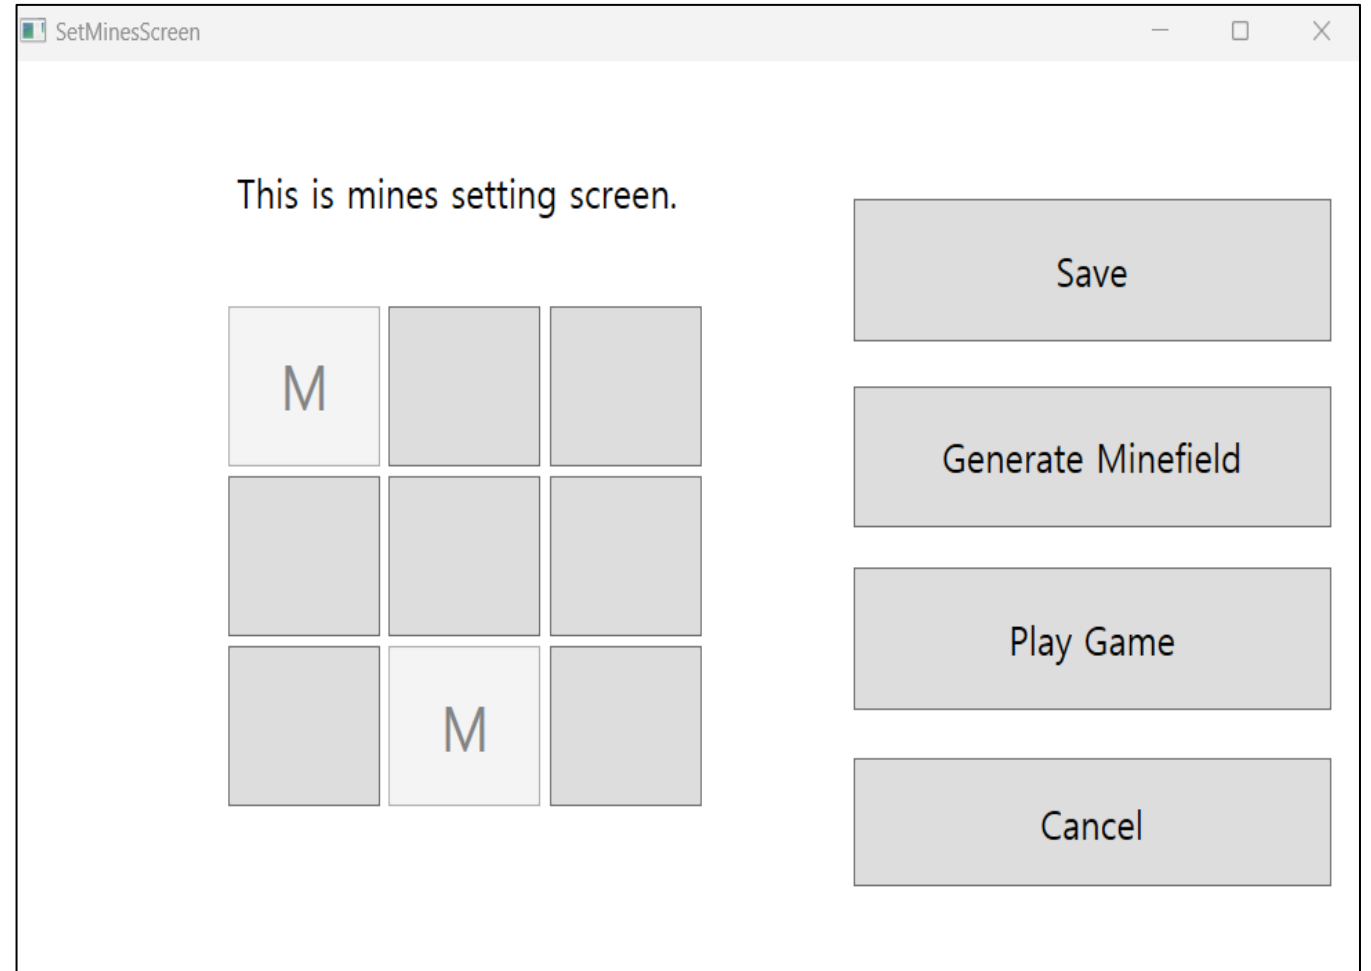 SetMinesScreen
This is mines setting screen.
M
M
Save
Generate Minefield
Play Game
Cancel